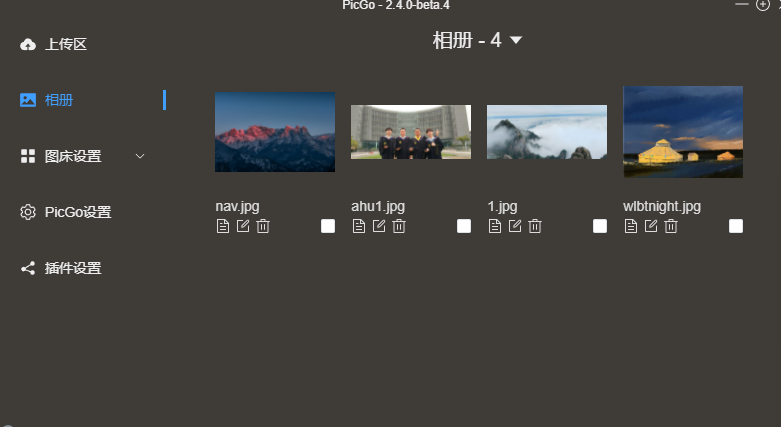 PicGo - 2.4.0-beta.4
上传区
相册
图床设置
PicGo设置
插件设置
相册 - 4
nav.jpg
ahu1.jpg
1.jpg
wlbtnight.jpg